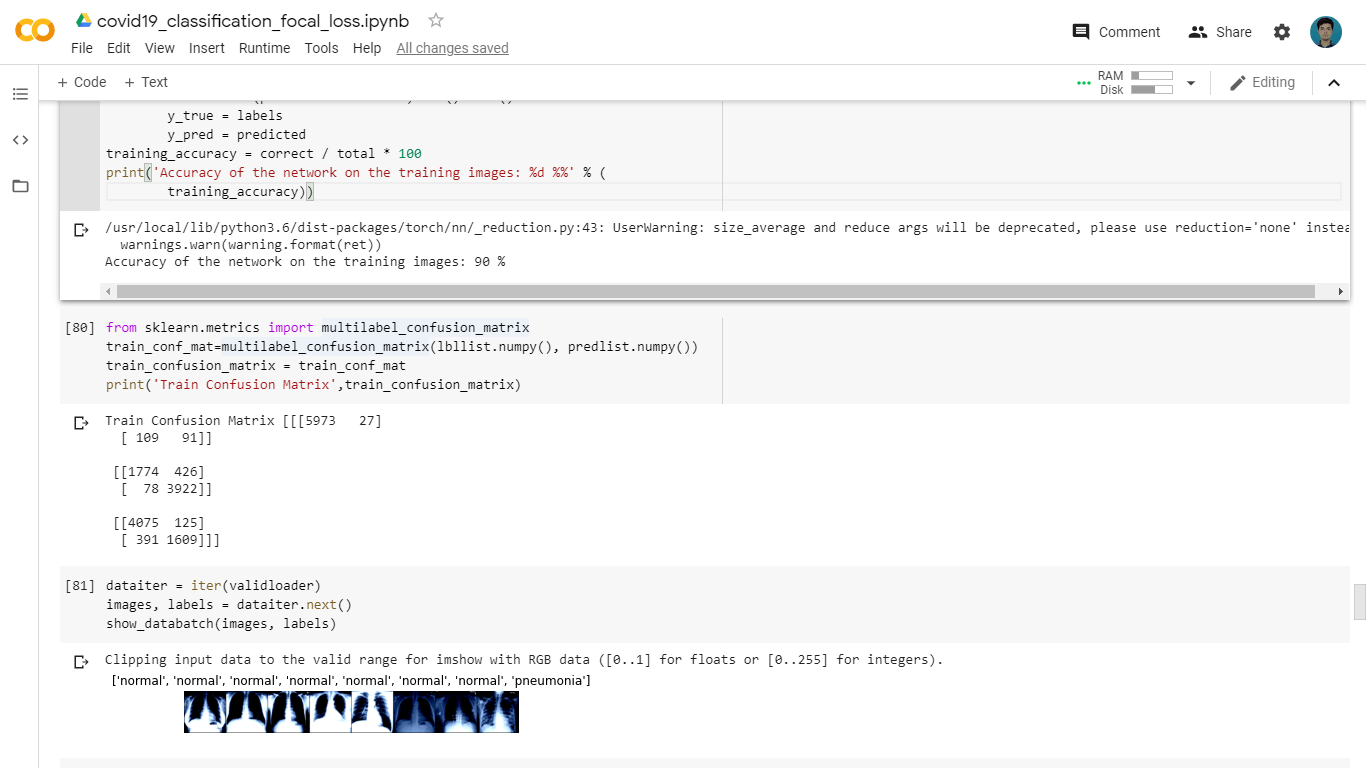 covid19_classification_focal_loss.ipynb
File Edit View Insert Runtime Tools Help All changes saved
Comment Share
+ Code + Text
RAM
Disk
Editing
y_true = labels
y_pred = predicted
training_accuracy = correct / total * 100
print('Accuracy of the network on the training images: %d %%' % (
training_accuracy))
/usr/local/lib/python3.6/dist-packages/torch/nn/_reduction.py:43: UserWarning: size_average and reduce args will be deprecated, please use reduction='none' instea
warnings.warn(warning.format(ret))
Accuracy of the network on the training images: 90 %
[80] from sklearn.metrics import multilabel_confusion_matrix
train_conf_mat=multilabel_confusion_matrix(lbllist.numpy(), predlist.numpy())
train_confusion_matrix = train_conf_mat
print('Train Confusion Matrix',train_confusion_matrix)
Train Confusion Matrix [[[5973 27]
[ 109 91]]
[[1774 426]
[ 78 3922]]
[[4075 125]
[ 391 1609]]]
[81] dataiter = iter(validloader)
images, labels = dataiter.next()
show_databatch(images, labels)
Clipping input data to the valid range for imshow with RGB data ([0..1] for floats or [0..255] for integers).
['normal', 'normal', 'normal', 'normal', 'normal', 'normal', 'normal', 'pneumonia']